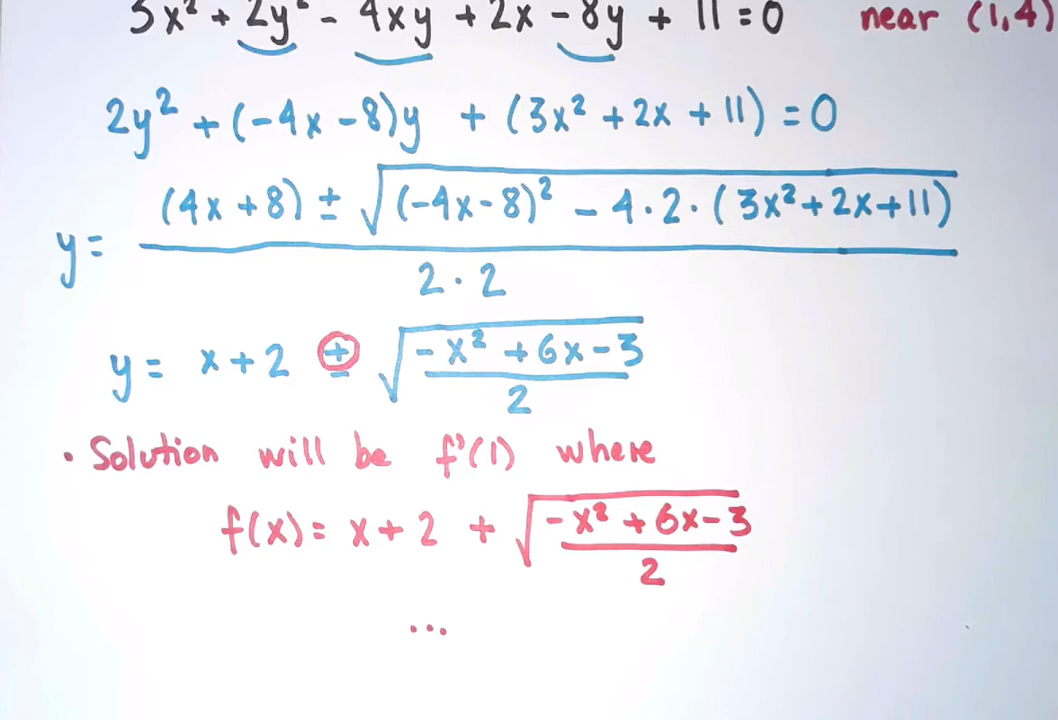 3x² + 2y² - 4xy + 2x - 8y + 11 = 0 near (1,4)
2y² + (-4x - 8)y + (3x² + 2x + 11) = 0
y = ((4x + 8) ± √((-4x - 8)² - 4·2·(3x² + 2x + 11))) / (2·2)
y = x + 2 ± √((-x² + 6x - 3) / 2)
• Solution will be f'(1) where
f(x) = x + 2 + √((-x² + 6x - 3) / 2)
...